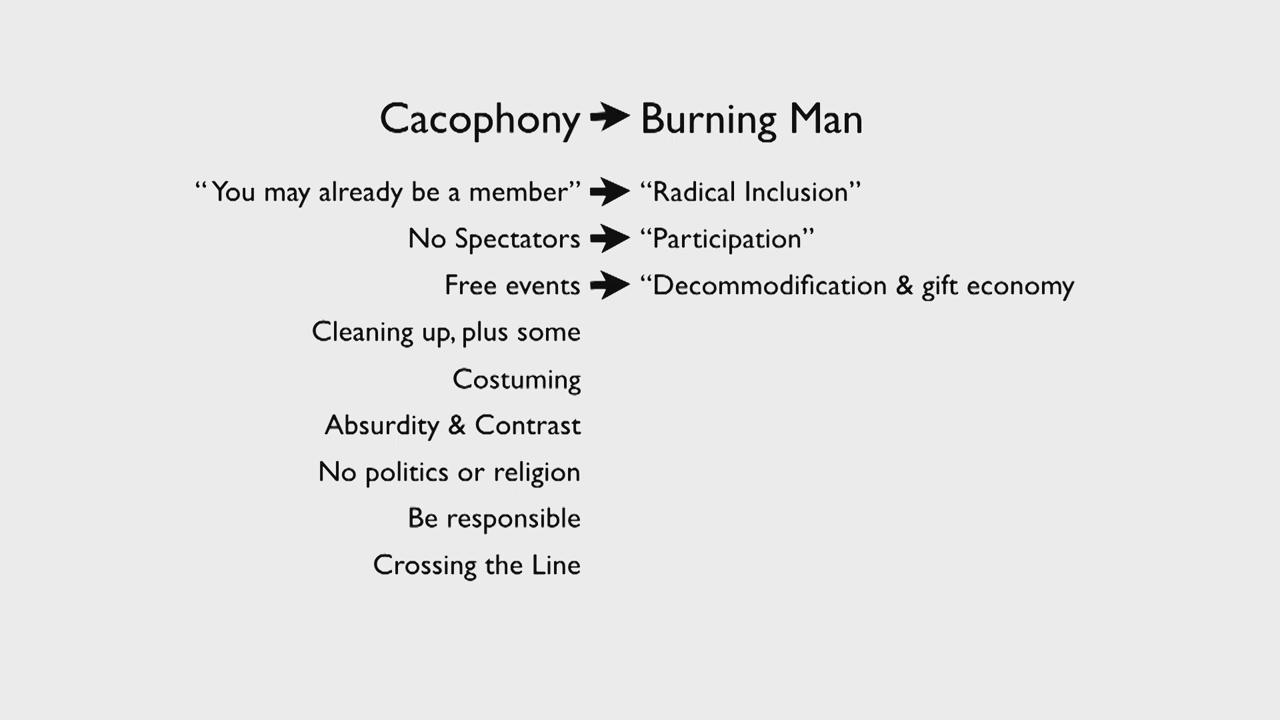 Cacophony → Burning Man
“You may already be a member” → “Radical Inclusion”
No Spectators → “Participation”
Free events → “Decommodification & gift economy
Cleaning up, plus some
Costuming
Absurdity & Contrast
No politics or religion
Be responsible
Crossing the Line